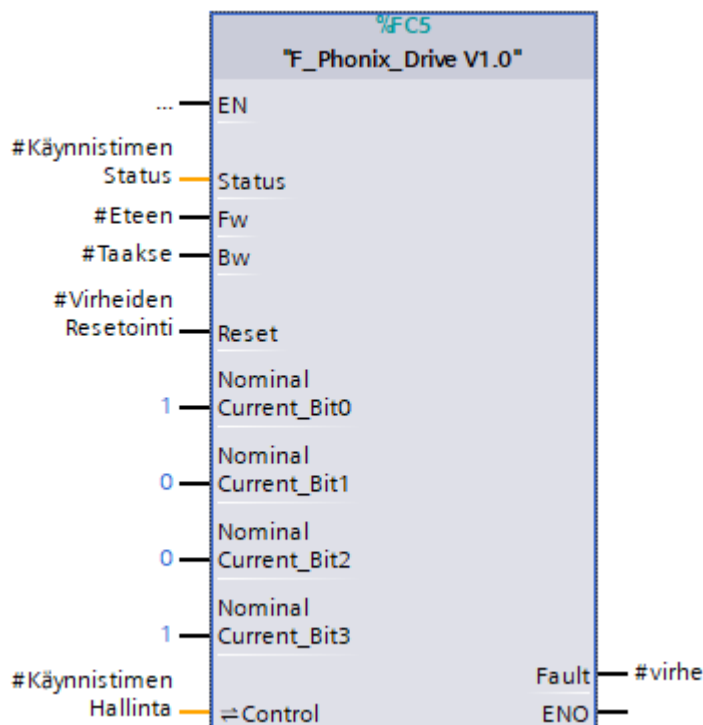 %FC5
"F_Phonix_Drive V1.0"
... EN
#Käynnistimen
Status Status
#Eteen Fw
#Taakse Bw
#Virheiden
Resetointi Reset
Nominal
1 Current_Bit0
Nominal
0 Current_Bit1
Nominal
0 Current_Bit2
Nominal
1 Current_Bit3
Fault #virhe
#Käynnistimen
Hallinta ⇌Control ENO